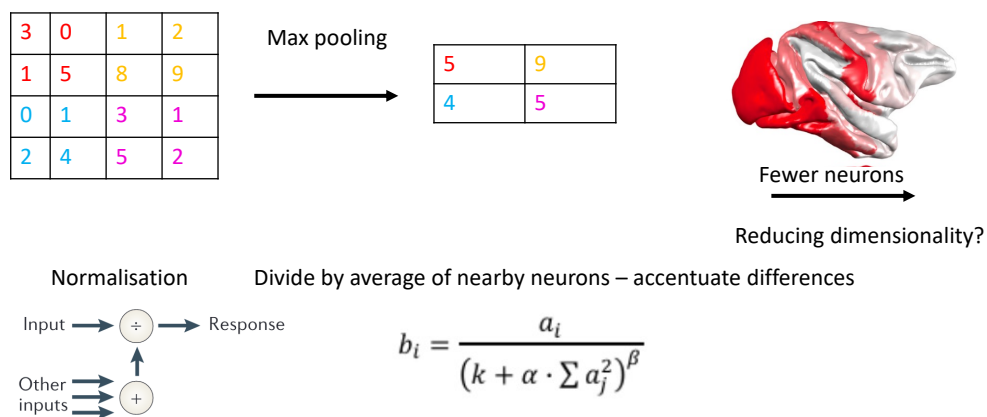 3 0 1 2
1 5 8 9
0 1 3 1
2 4 5 2
Max pooling
5 9
4 5
Fewer neurons
Reducing dimensionality?
Normalisation
Divide by average of nearby neurons – accentuate differences
Input ÷ Response
Other
inputs +
b_i = a_i / (k + α · ∑ a_j^2)^β